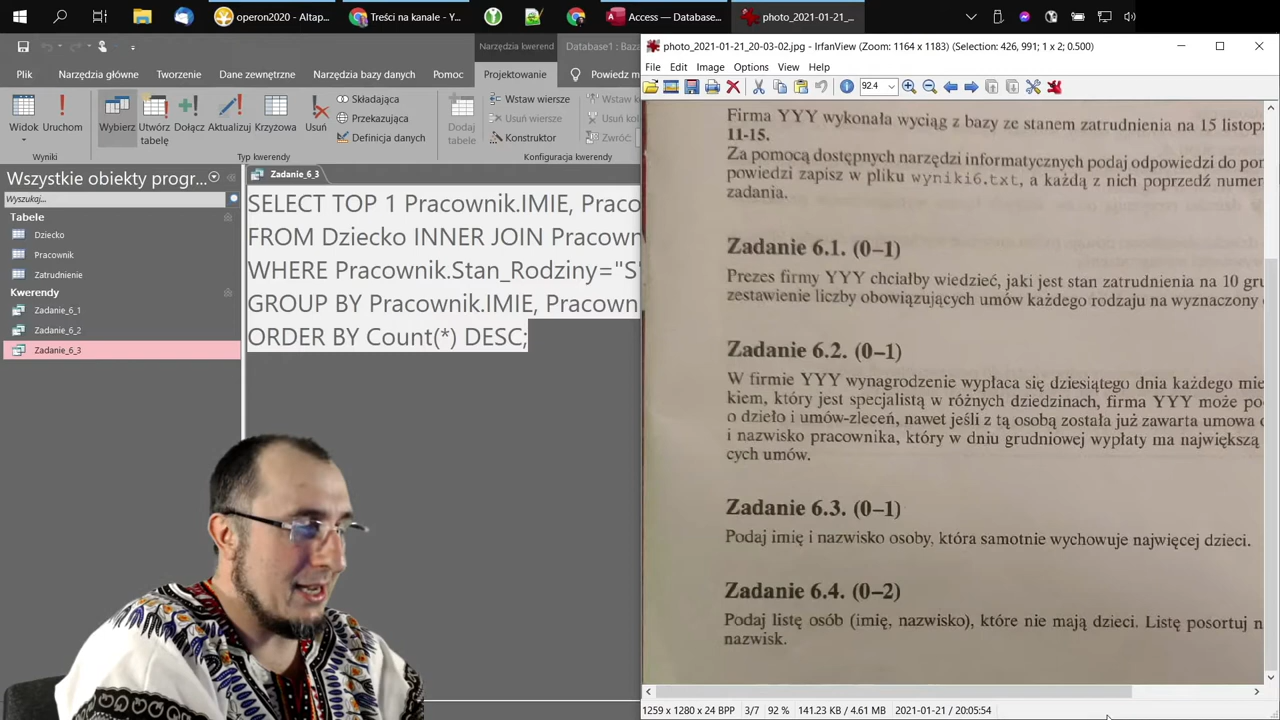 operon2020 – Altap...
Treści na kanale - Y...
Access — Database...
photo_2021-01-21_...
Narzędzia kwerend
Database1 : Baza
Plik
Narzędzia główne
Tworzenie
Dane zewnętrzne
Narzędzia bazy danych
Pomoc
Projektowanie
Powiedz m
Widok
Uruchom
Wybierz
Utwórz tabelę
Dołącz
Aktualizuj
Krzyżowa
Usuń
Składająca
Przekazująca
Definicja danych
Dodaj tabelę
Wstaw wiersze
Usuń wiersze
Konstruktor
Wstaw ko
Usuń kolu
Zwróć:
Wyniki
Typ kwerendy
Konfiguracja kwerendy
Wszystkie obiekty progr...
Wyszukaj...
Tabele
Dziecko
Pracownik
Zatrudnienie
Kwerendy
Zadanie_6_1
Zadanie_6_2
Zadanie_6_3
Zadanie_6_3
SELECT TOP 1 Pracownik.IMIE, Praco
FROM Dziecko INNER JOIN Pracown
WHERE Pracownik.Stan_Rodziny="S"
GROUP BY Pracownik.IMIE, Pracown
ORDER BY Count(*) DESC;
photo_2021-01-21_20-03-02.jpg - IrfanView (Zoom: 1164 x 1183) (Selection: 426, 991; 1 x 2; 0.500)
File Edit Image Options View Help
92.4
Firma YYY wykonała wyciąg z bazy ze stanem zatrudnienia na 15 listopa
11-15.
Za pomocą dostępnych narzędzi informatycznych podaj odpowiedzi do por
powiedzi zapisz w pliku wyniki6.txt, a każdą z nich poprzedź numer
zadania.
Zadanie 6.1. (0–1)
Prezes firmy YYY chciałby wiedzieć, jaki jest stan zatrudnienia na 10 gru
zestawienie liczby obowiązujących umów każdego rodzaju na wyznaczony
Zadanie 6.2. (0–1)
W firmie YYY wynagrodzenie wypłaca się dziesiątego dnia każdego mie
kiem, który jest specjalistą w różnych dziedzinach, firma YYY może po
o dzieło i umów-zleceń, nawet jeśli z tą osobą została już zawarta umowa o
i nazwisko pracownika, który w dniu grudniowej wypłaty ma największą
cych umów.
Zadanie 6.3. (0–1)
Podaj imię i nazwisko osoby, która samotnie wychowuje najwięcej dzieci.
Zadanie 6.4. (0–2)
Podaj listę osób (imię, nazwisko), które nie mają dzieci. Listę posortuj n
nazwisk.
1259 x 1280 x 24 BPP 3/7 92 % 141.23 KB / 4.61 MB 2021-01-21 / 20:05:54